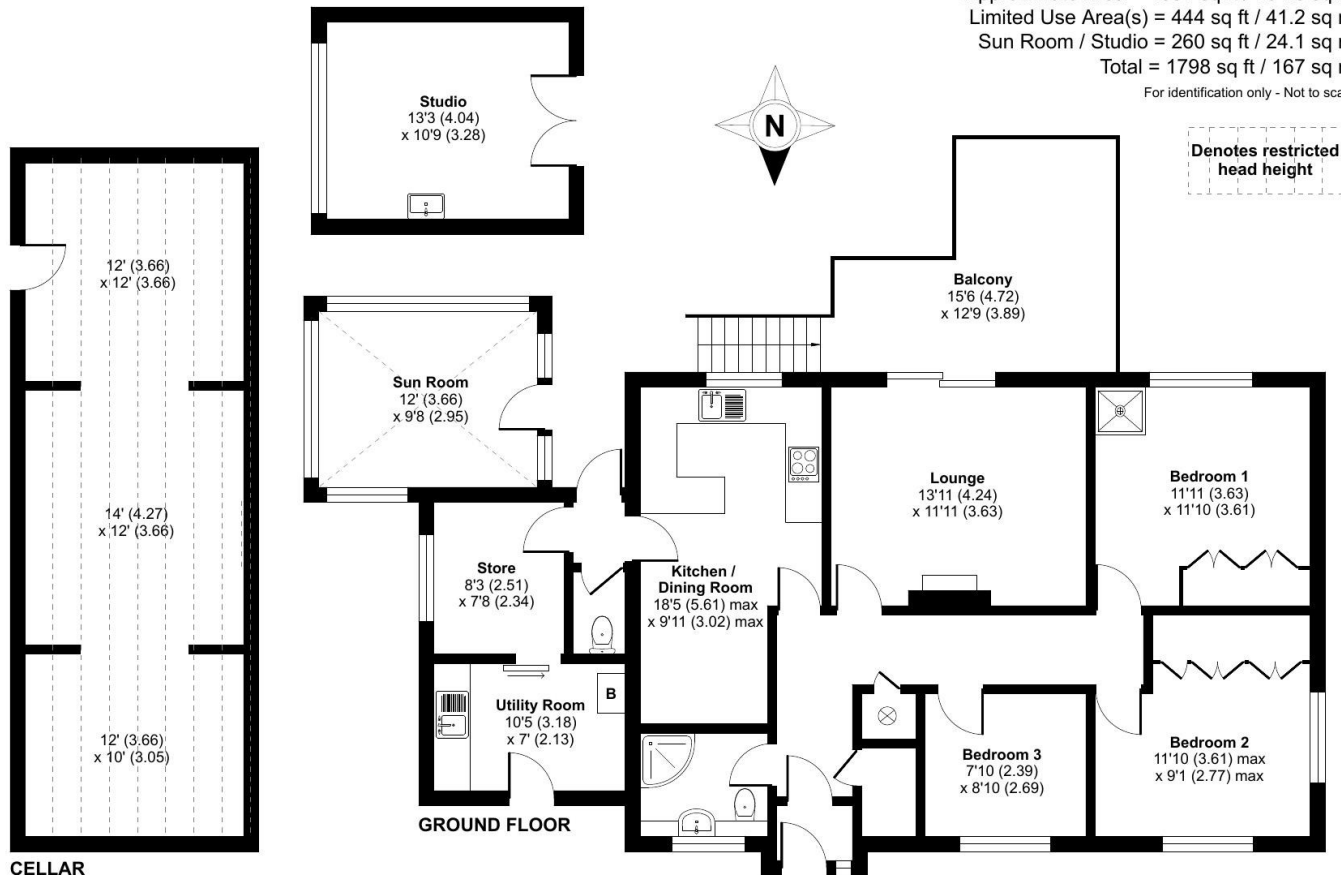 Limited Use Area(s) = 444 sq ft / 41.2 sq
Sun Room / Studio = 260 sq ft / 24.1 sq
Total = 1798 sq ft / 167 sq
For identification only - Not to
Denotes restricted
head height
N
Studio
13'3 (4.04)
x 10'9 (3.28)
12' (3.66)
x 12' (3.66)
Balcony
15'6 (4.72)
x 12'9 (3.89)
Sun Room
12' (3.66)
x 9'8 (2.95)
Lounge
13'11 (4.24)
x 11'11 (3.63)
Bedroom 1
11'11 (3.63)
x 11'10 (3.61)
14' (4.27)
x 12' (3.66)
Store
8'3 (2.51)
x 7'8 (2.34)
Kitchen /
Dining Room
18'5 (5.61) max
x 9'11 (3.02) max
B
Utility Room
10'5 (3.18)
x 7' (2.13)
12' (3.66)
x 10' (3.05)
Bedroom 3
7'10 (2.39)
x 8'10 (2.69)
Bedroom 2
11'10 (3.61) max
x 9'1 (2.77) max
GROUND FLOOR
CELLAR